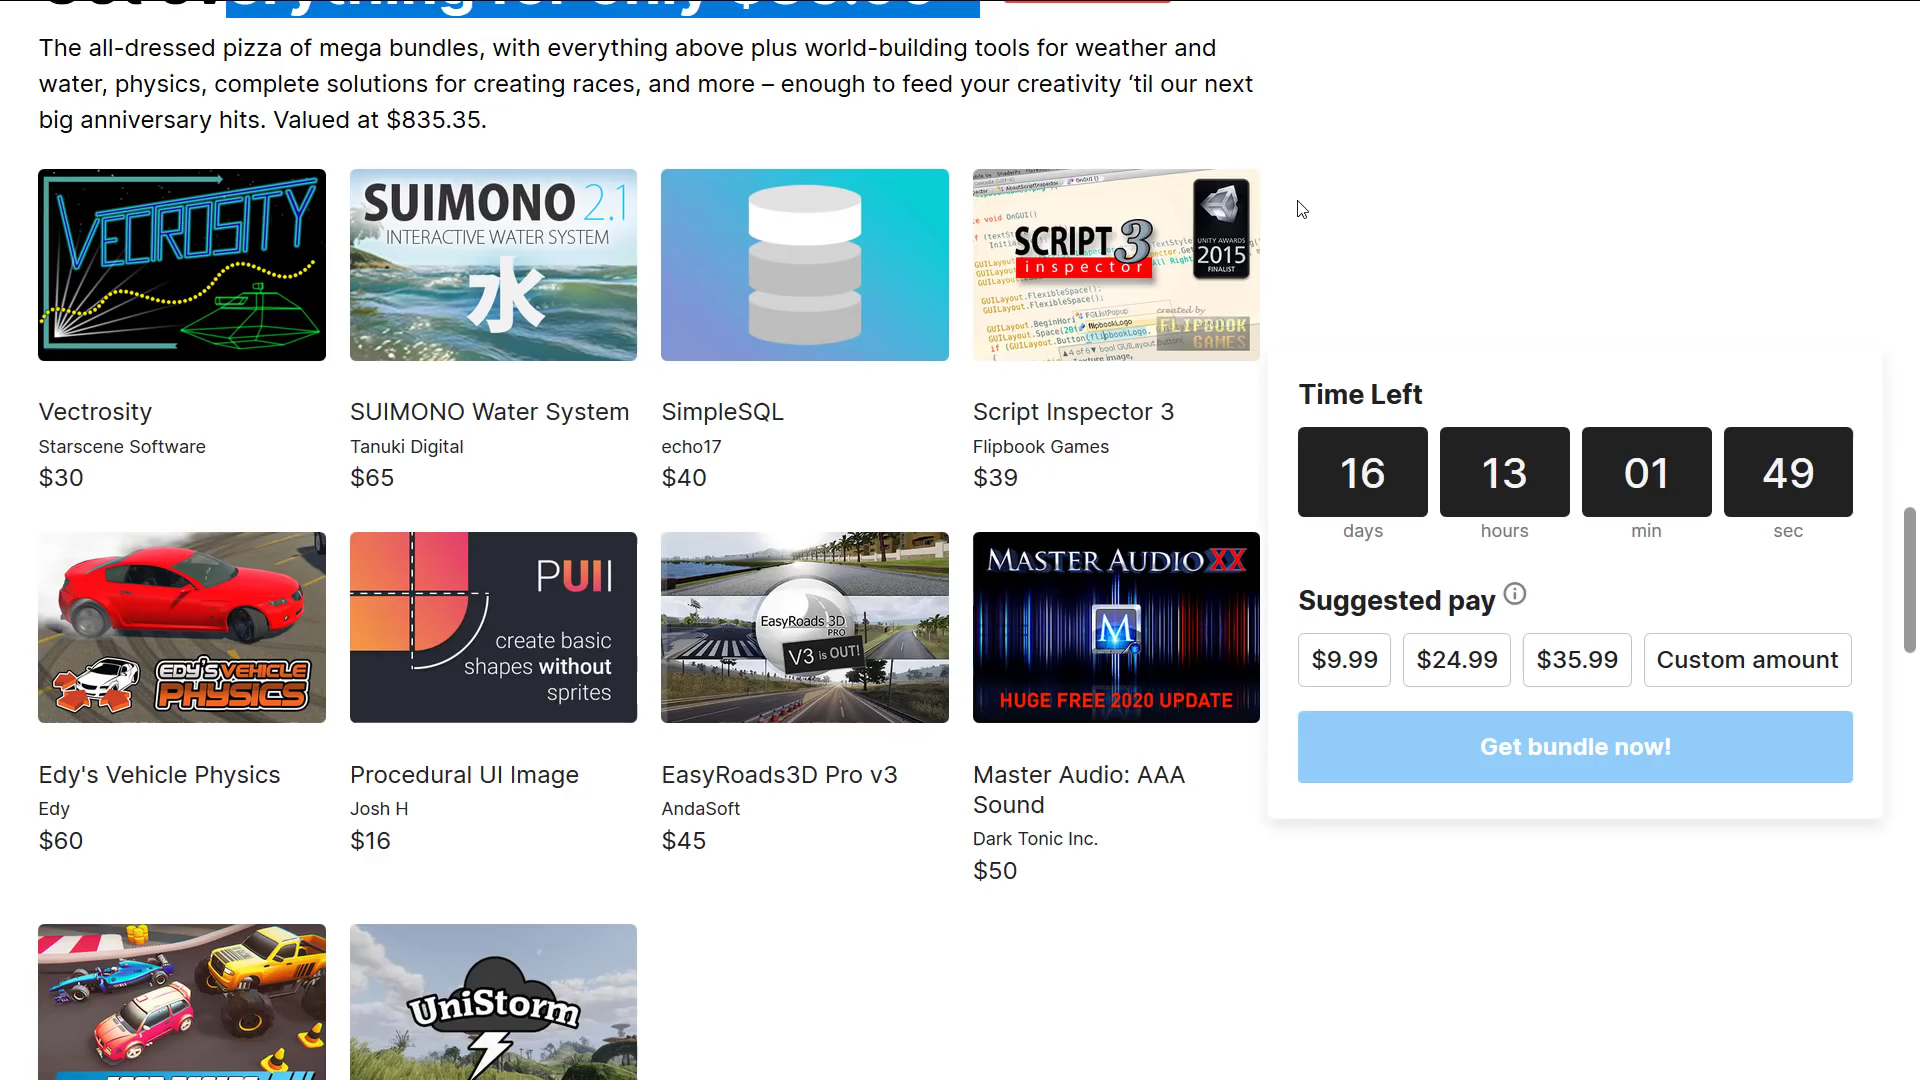 The all-dressed pizza of mega bundles, with everything above plus world-building tools for weather and
water, physics, complete solutions for creating races, and more – enough to feed your creativity ‘til our next
big anniversary hits. Valued at $835.35.
VECTROSITY
SUIMONO 2.1
INTERACTIVE WATER SYSTEM
水
SCRIPT 3
inspector
UNITY AWARDS
2015
FINALIST
created by
FLIPBOOK
GAMES
Vectrosity
Starscene Software
$30
SUIMONO Water System
Tanuki Digital
$65
SimpleSQL
echo17
$40
Script Inspector 3
Flipbook Games
$39
Time Left
16 13 01 49
days hours min sec
Suggested pay
$9.99 $24.99 $35.99 Custom amount
Get bundle now!
EDY'S VEHICLE
PHYSICS
PUII
create basic
shapes without
sprites
EasyRoads 3D
PRO
V3 is OUT!
MASTER AUDIO XX
M
HUGE FREE 2020 UPDATE
Edy's Vehicle Physics
Edy
$60
Procedural UI Image
Josh H
$16
EasyRoads3D Pro v3
AndaSoft
$45
Master Audio: AAA
Sound
Dark Tonic Inc.
$50
UniStorm